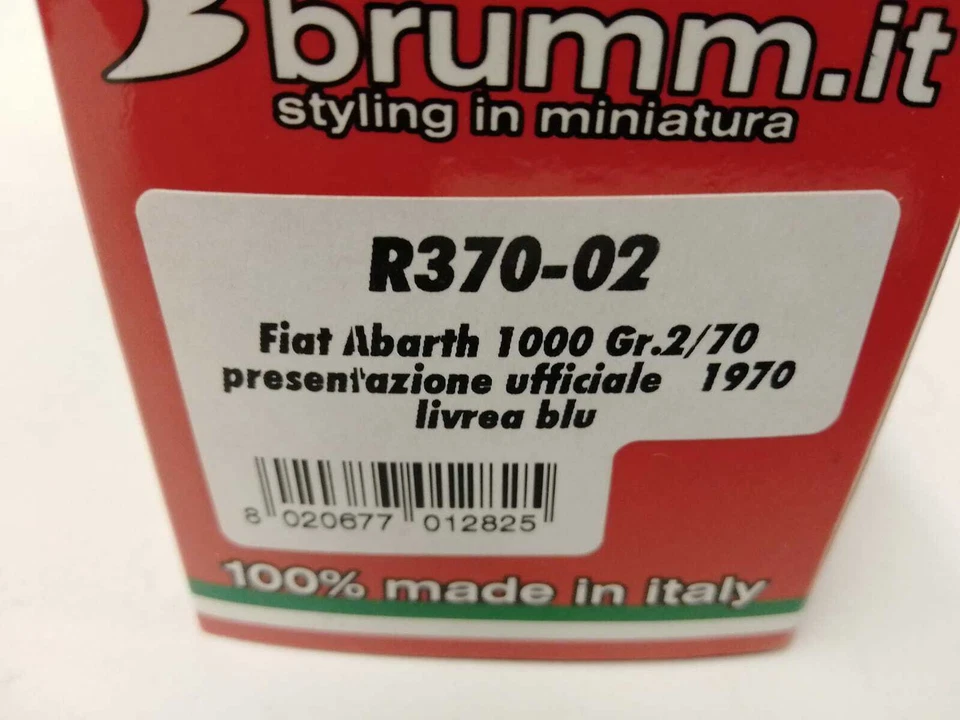 brumm.it
styling in miniatura
R370-02
Fiat Abarth 1000 Gr.2/70
presentazione ufficiale 1970
livrea blu
8 020677 012825
100% made in italy